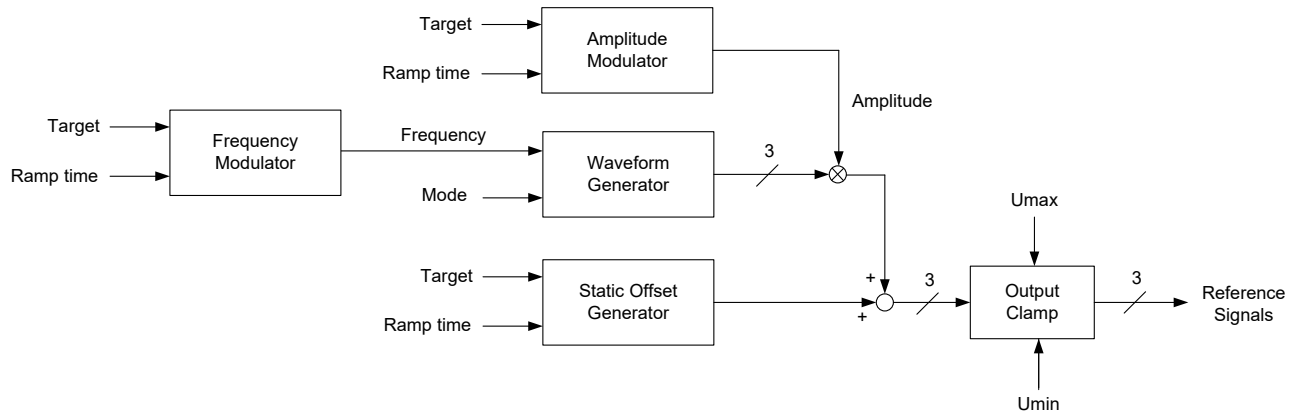 Target
Amplitude
Modulator
Ramp time
Amplitude
Target
Frequency
Modulator
Ramp time
Frequency
Waveform
Generator
3
Mode
Umax
Target
Static Offset
Generator
Ramp time
+
+
3
Output
Clamp
3
Reference
Signals
Umin